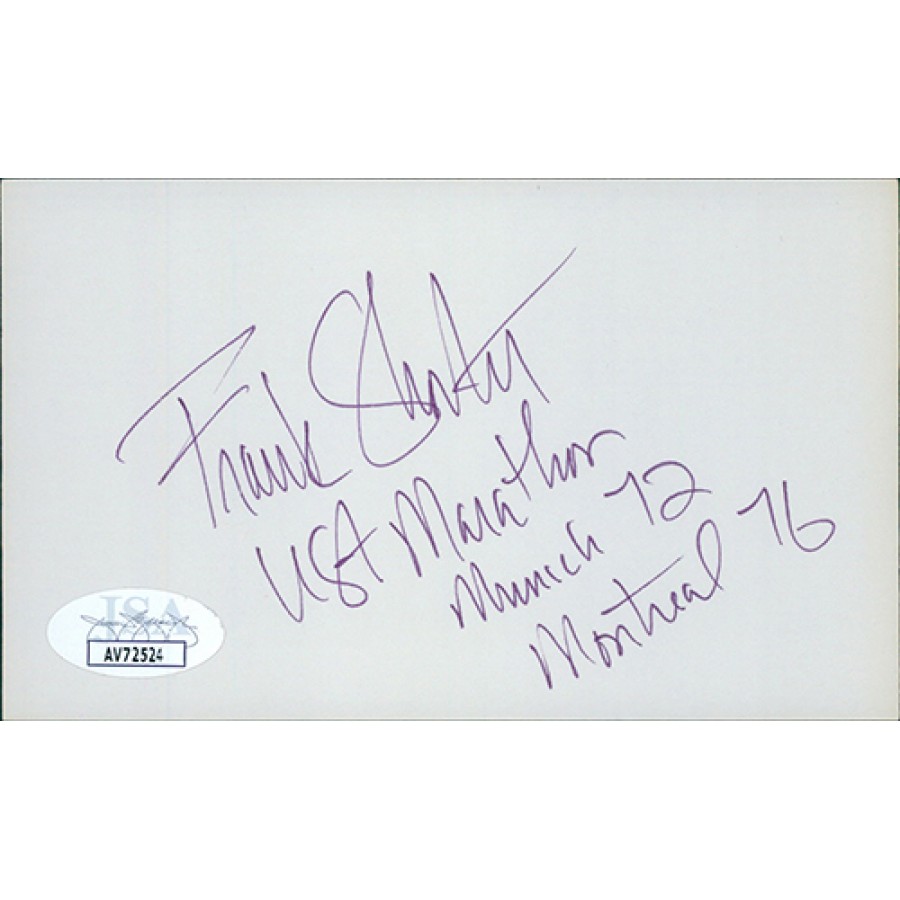 Frank Shorter
USA Marathon
Munich 72
Montreal 76
JSA
AV72524